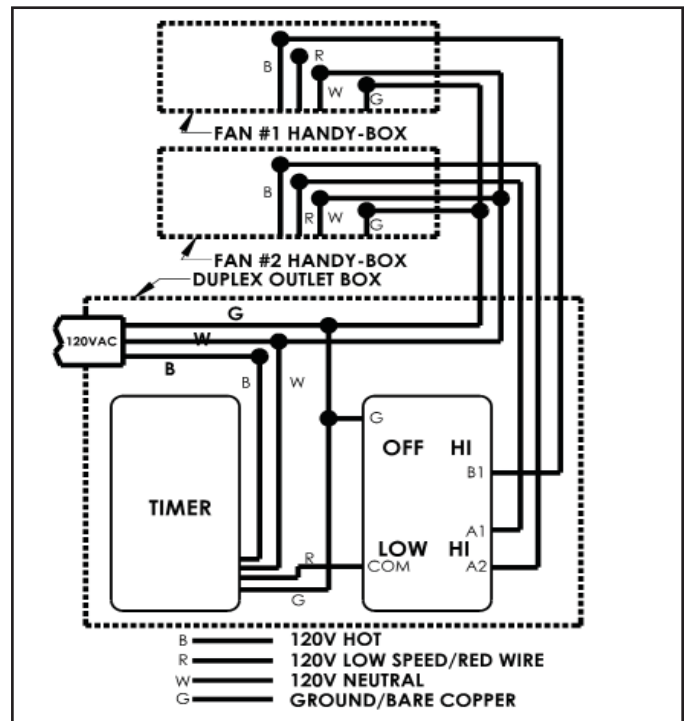 B
R
W
G
FAN #1 HANDY-BOX
B
R
W
G
FAN #2 HANDY-BOX
DUPLEX OUTLET BOX
G
120VAC
W
B
B
W
G
OFF HI
B1
TIMER
A1
LOW HI
R
COM
A2
G
B 120V HOT
R 120V LOW SPEED/RED WIRE
W 120V NEUTRAL
G GROUND/BARE COPPER